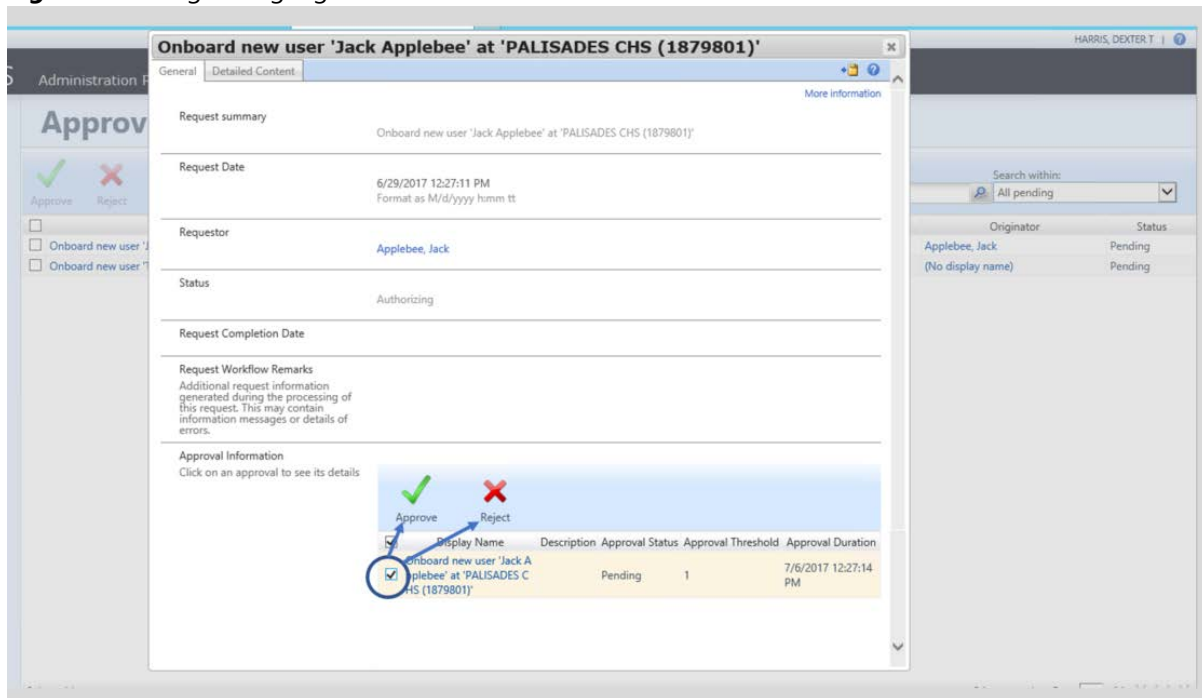 HARRIS, DEXTER T | ?
Onboard new user 'Jack Applebee' at 'PALISADES CHS (1879801)'
Administration
General
Detailed Content
More information
Approv
Approve
Reject
Search within:
All pending
Originator
Status
Onboard new user 'J
Applebee, Jack
Pending
Onboard new user 'T
(No display name)
Pending
Request summary
Onboard new user 'Jack Applebee' at 'PALISADES CHS (1879801)'
Request Date
6/29/2017 12:27:11 PM
Format as M/d/yyyy h:mm tt
Requestor
Applebee, Jack
Status
Authorizing
Request Completion Date
Request Workflow Remarks
Additional request information
generated during the processing of
this request. This may contain
information messages or details of
errors.
Approval Information
Click on an approval to see its details
Approve
Reject
Display Name Description Approval Status Approval Threshold Approval Duration
Onboard new user 'Jack A
pplebee' at 'PALISADES C
HS (1879801)'
Pending
1
7/6/2017 12:27:14
PM